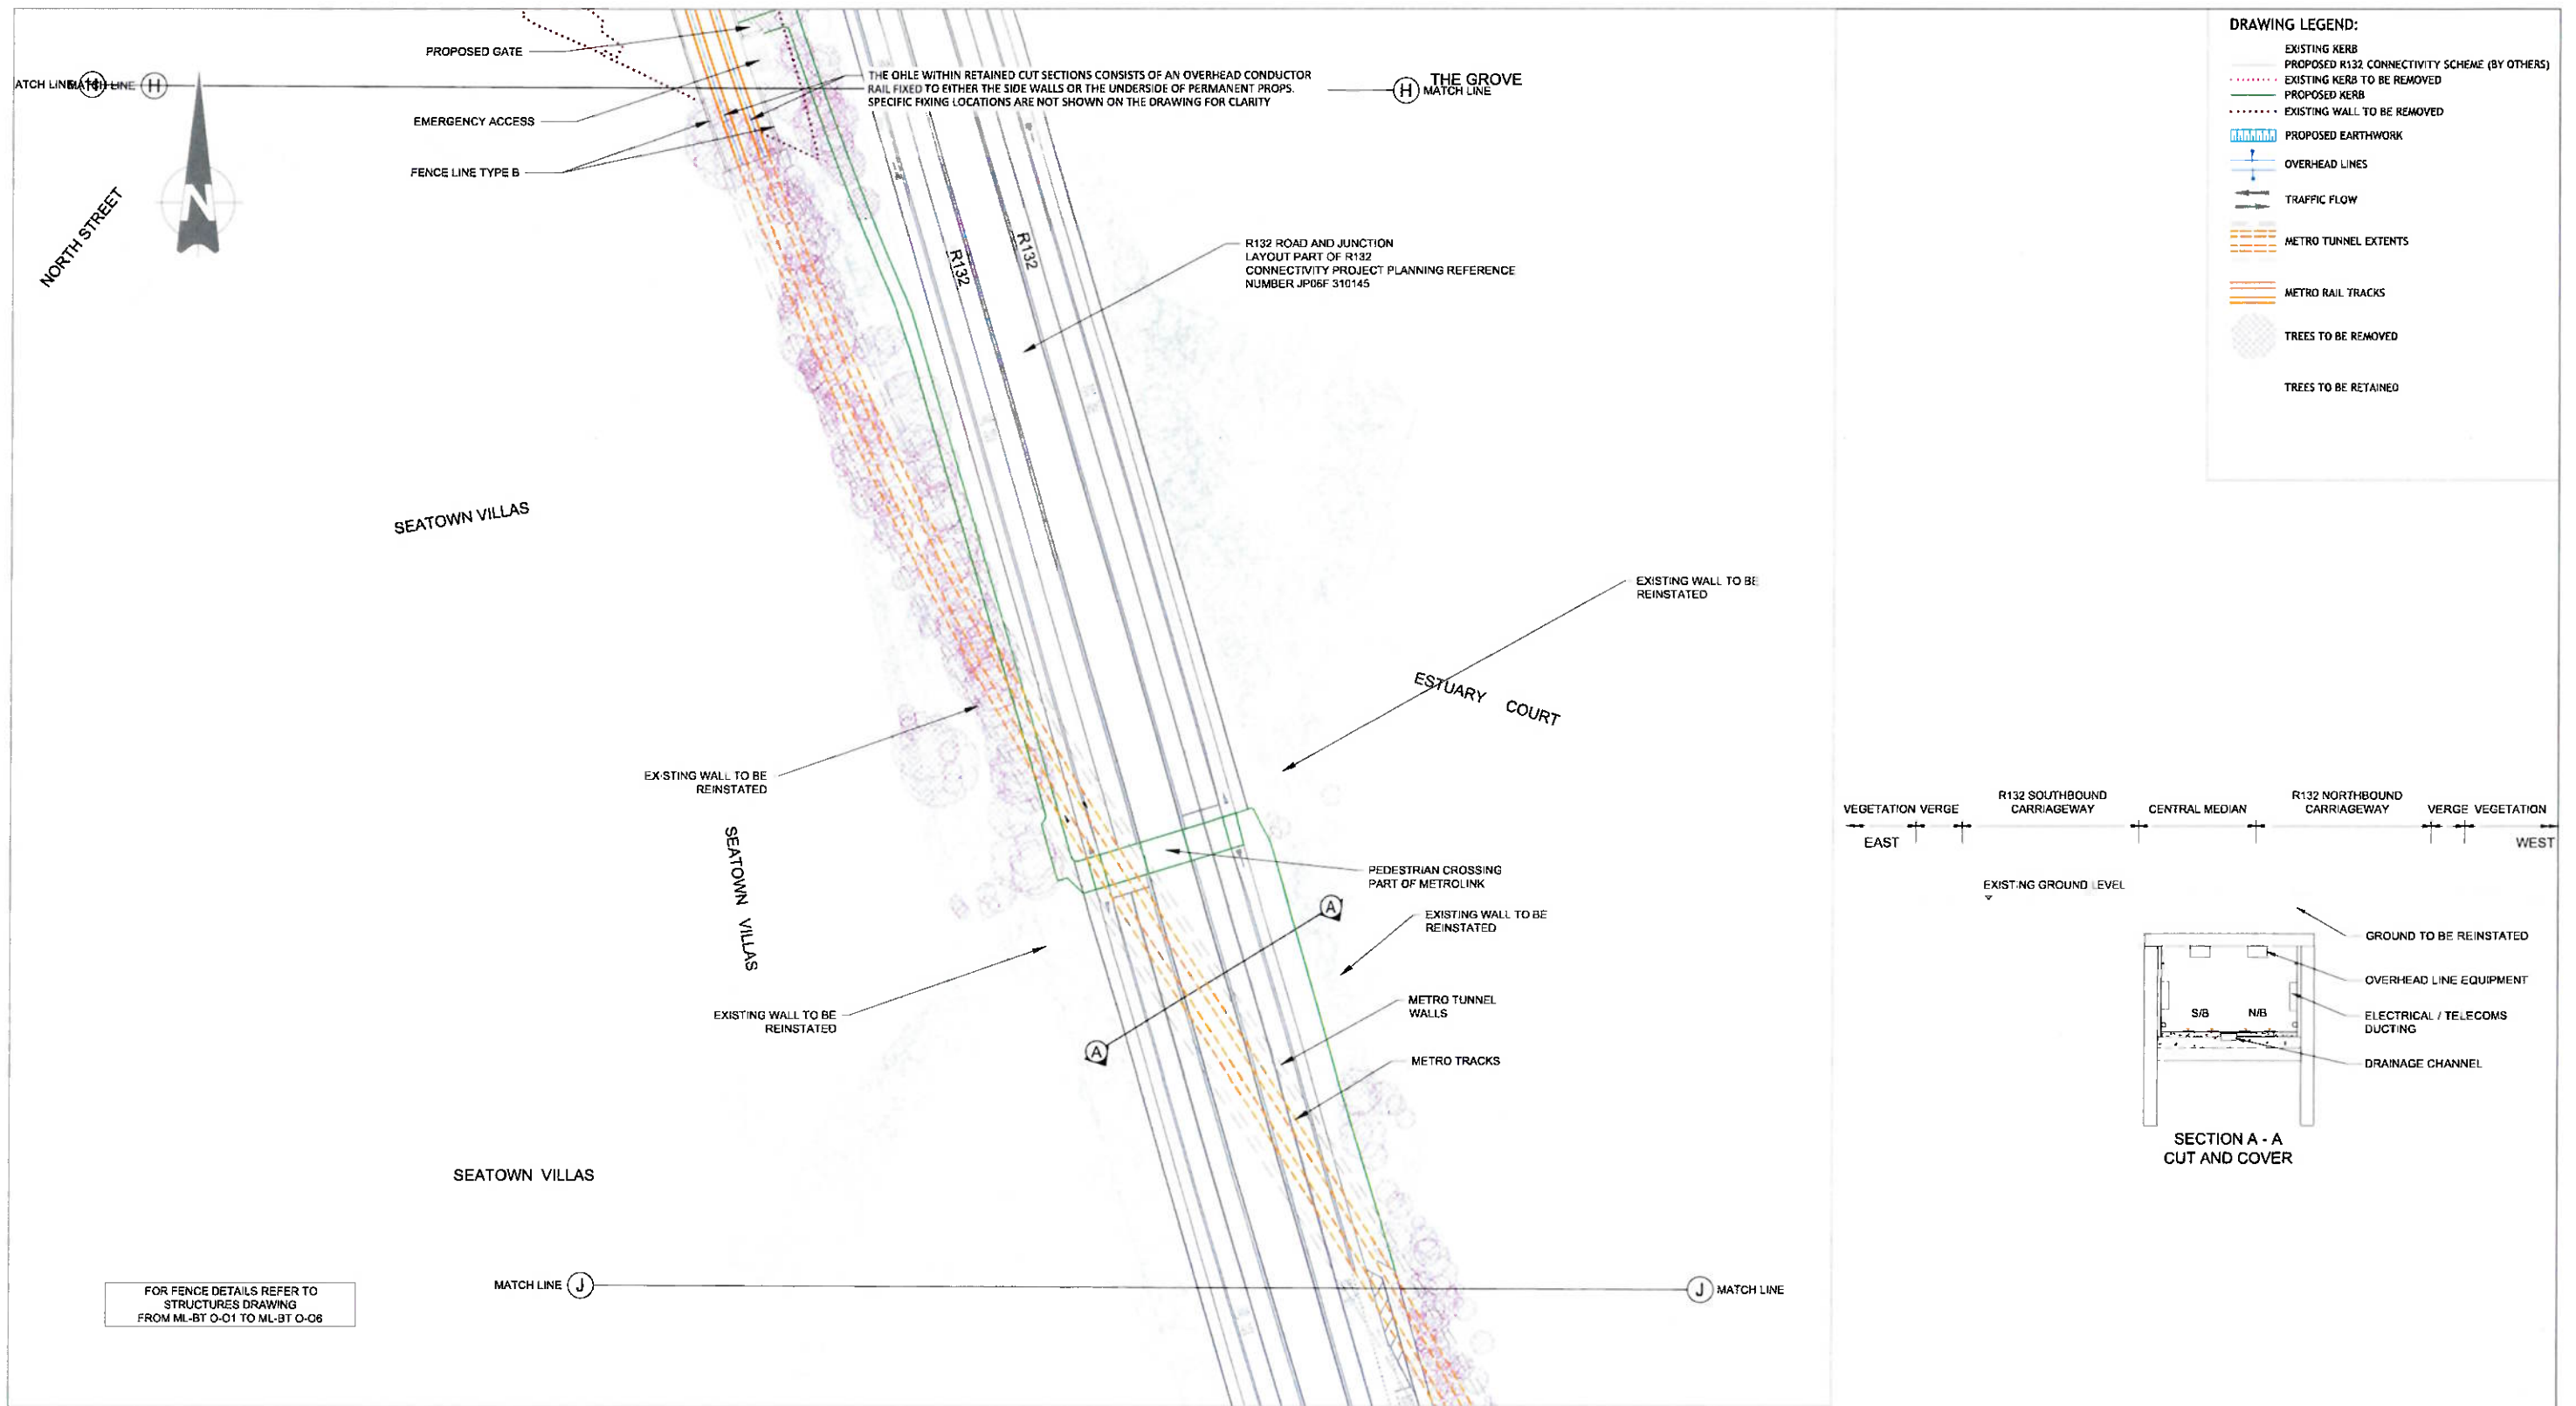 PROPOSED GATE
ATCH LINE H
MATCH LINE H
EMERGENCY ACCESS
FENCE LINE TYPE B
THE OHLE WITHIN RETAINED CUT SECTIONS CONSISTS OF AN OVERHEAD CONDUCTOR
RAIL FIXED TO EITHER THE SIDE WALLS OR THE UNDERSIDE OF PERMANENT PROPS.
SPECIFIC FIXING LOCATIONS ARE NOT SHOWN ON THE DRAWING FOR CLARITY
THE GROVE
H MATCH LINE
N
NORTH STREET
R132
R132
R132 ROAD AND JUNCTION
LAYOUT PART OF R132
CONNECTIVITY PROJECT PLANNING REFERENCE
NUMBER JP06F 310145
SEATOWN VILLAS
EXISTING WALL TO BE
REINSTATED
ESTUARY COURT
EXISTING WALL TO BE
REINSTATED
SEATOWN VILLAS
PEDESTRIAN CROSSING
PART OF METROLINK
A
EXISTING WALL TO BE
REINSTATED
METRO TUNNEL
WALLS
EXISTING WALL TO BE
REINSTATED
A
METRO TRACKS
SEATOWN VILLAS
MATCH LINE J
J MATCH LINE
FOR FENCE DETAILS REFER TO
STRUCTURES DRAWING
FROM ML-BT O-O1 TO ML-BT O-O6
DRAWING LEGEND:
EXISTING KERB
PROPOSED R132 CONNECTIVITY SCHEME (BY OTHERS)
EXISTING KERB TO BE REMOVED
PROPOSED KERB
EXISTING WALL TO BE REMOVED
PROPOSED EARTHWORK
OVERHEAD LINES
TRAFFIC FLOW
METRO TUNNEL EXTENTS
METRO RAIL TRACKS
TREES TO BE REMOVED
TREES TO BE RETAINED
VEGETATION VERGE
R132 SOUTHBOUND
CARRIAGEWAY
CENTRAL MEDIAN
R132 NORTHBOUND
CARRIAGEWAY
VERGE VEGETATION
EAST
WEST
EXISTING GROUND LEVEL
GROUND TO BE REINSTATED
OVERHEAD LINE EQUIPMENT
ELECTRICAL / TELECOMS
DUCTING
S/B N/B
DRAINAGE CHANNEL
SECTION A - A
CUT AND COVER